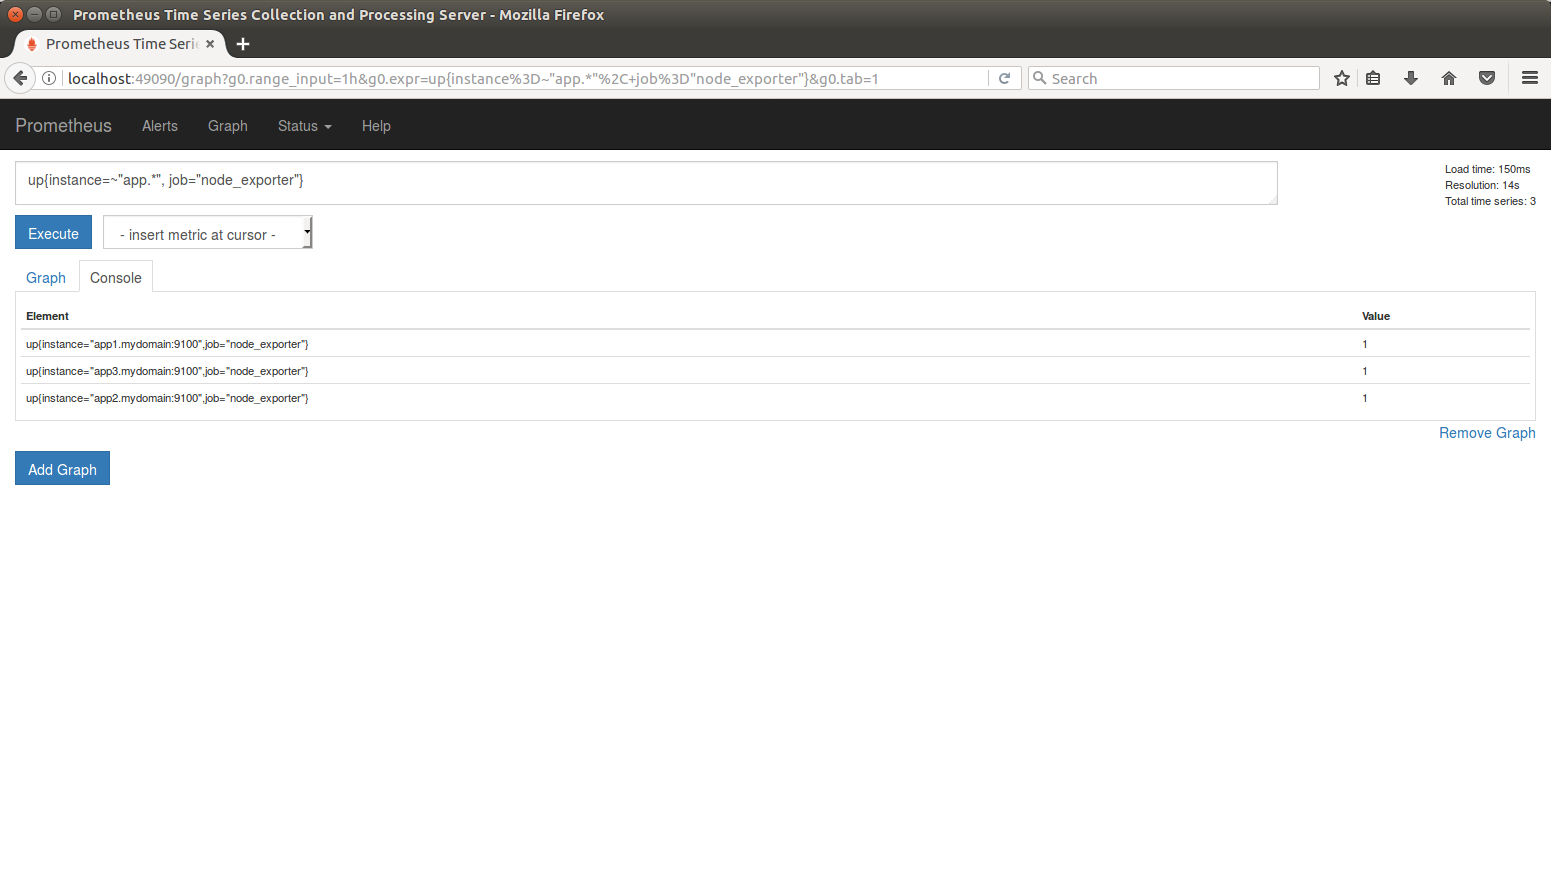 Prometheus Time Series Collection and Processing Server - Mozilla Firefox
Prometheus Time Seri
localhost:49090/graph?g0.range_input=1h&g0.expr=up{instance%3D~"app.*"%2C+job%3D"node_exporter"}&g0.tab=1
Search
Prometheus Alerts Graph Status Help
up{instance=~"app.*", job="node_exporter"}
Load time: 150ms
Resolution: 14s
Total time series: 3
Execute - insert metric at cursor -
Graph Console
Element Value
up{instance="app1.mydomain:9100",job="node_exporter"} 1
up{instance="app3.mydomain:9100",job="node_exporter"} 1
up{instance="app2.mydomain:9100",job="node_exporter"} 1
Remove Graph
Add Graph